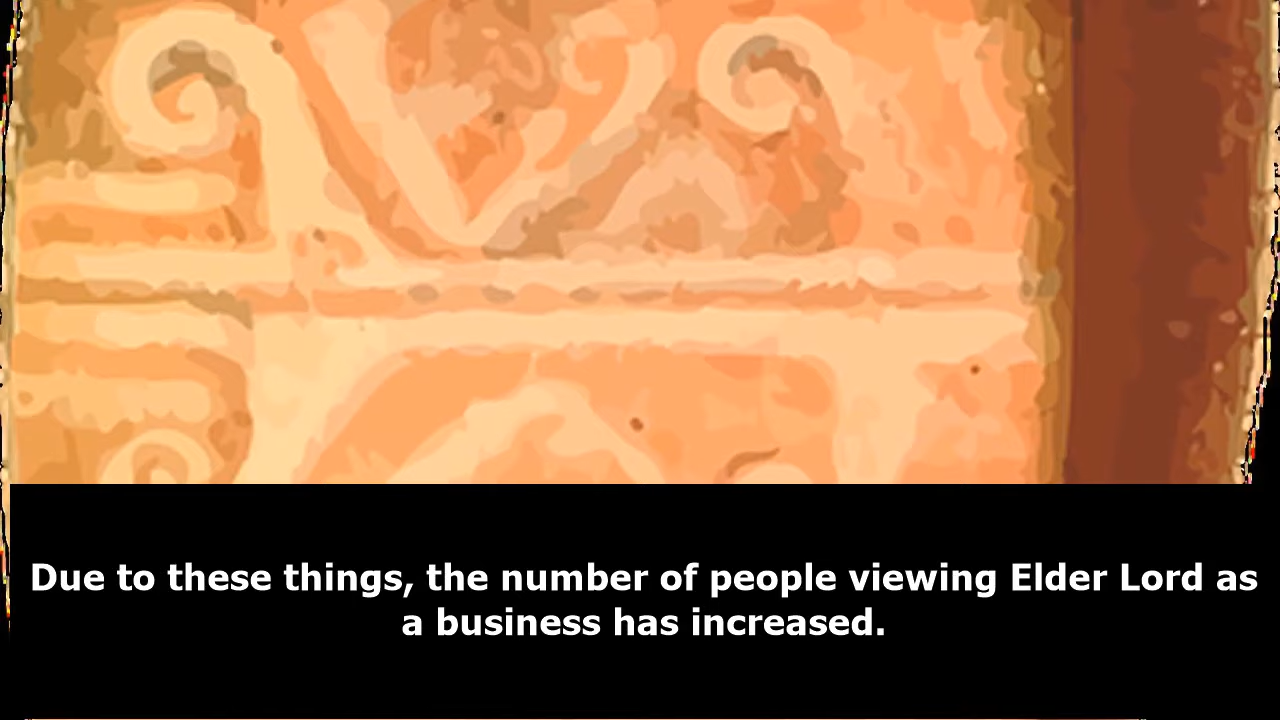 Due to these things, the number of people viewing Elder Lord as
a business has increased.